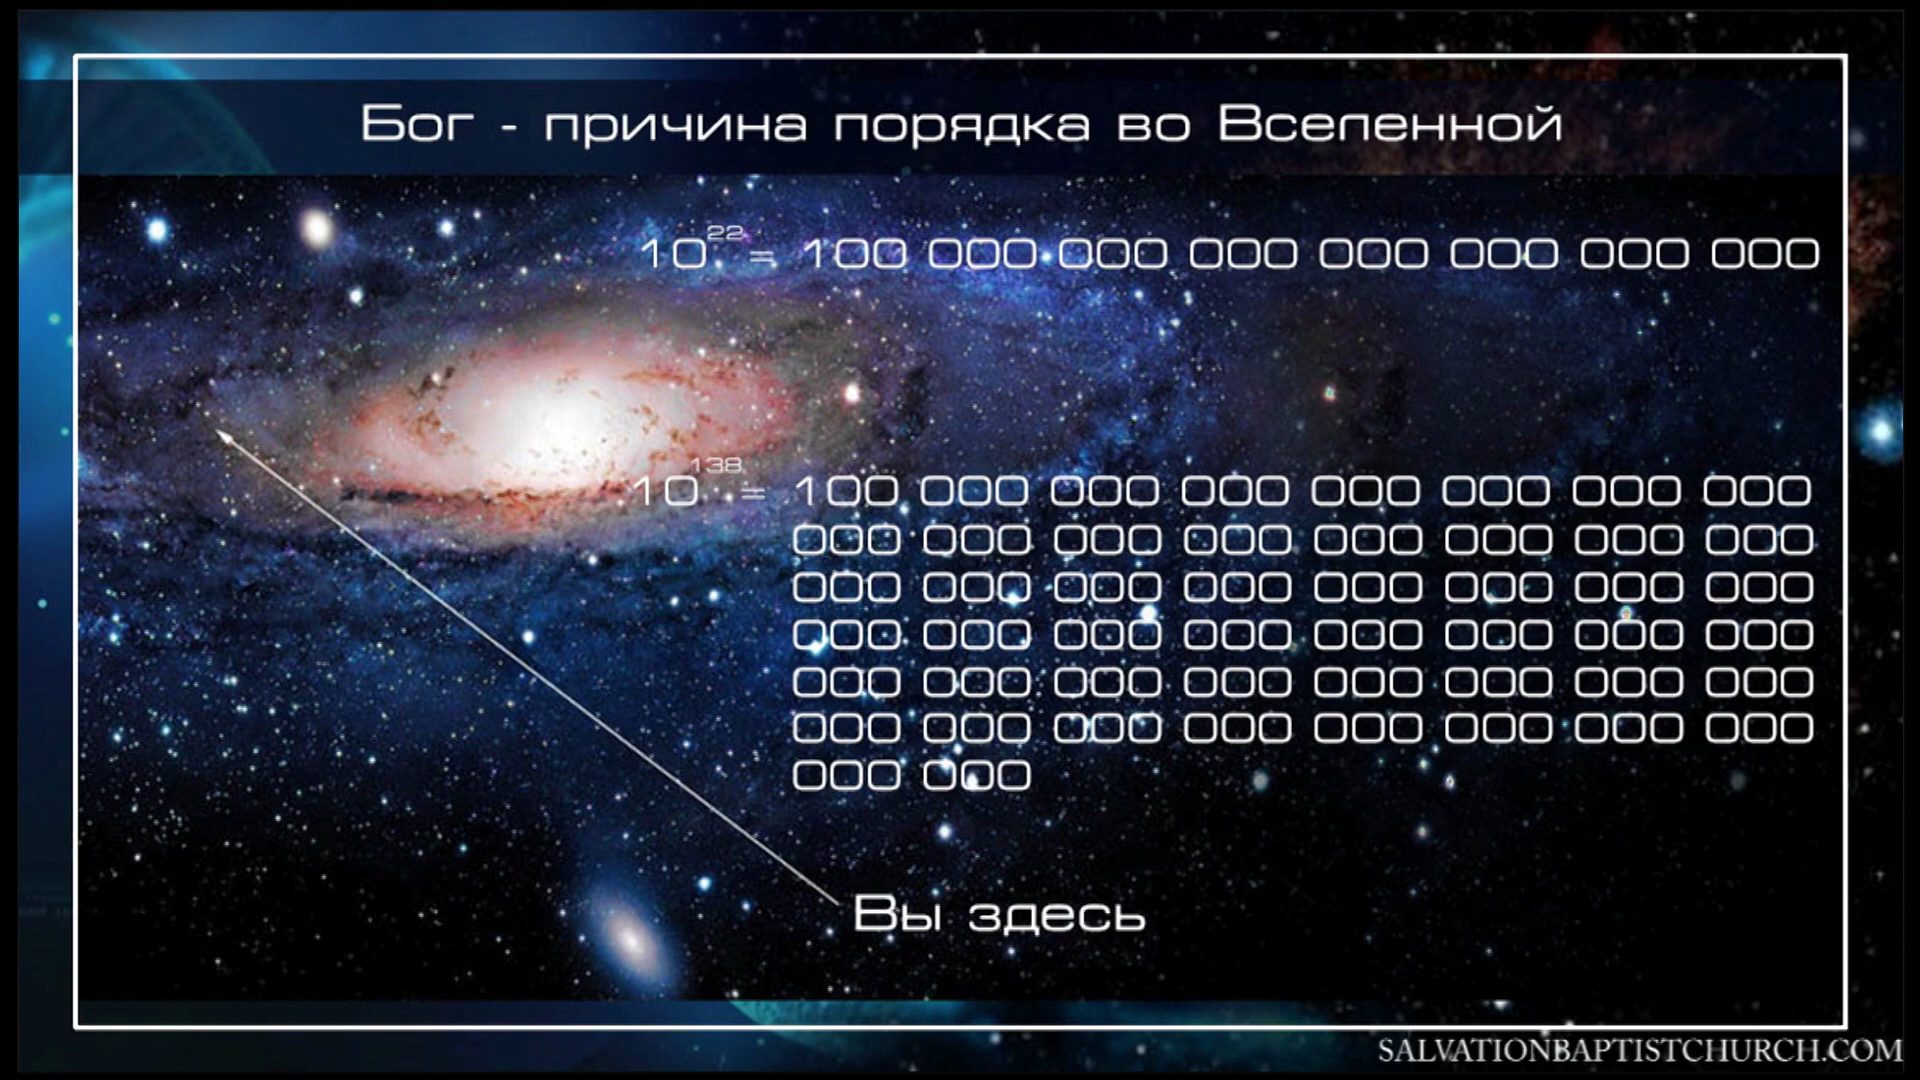 Бог - причина порядка во Вселенной
10²² = 100 000 000 000 000 000 000 000
10¹³⁸ = 100 000 000 000 000 000 000 000
000 000 000 000 000 000 000 000
000 000 000 000 000 000 000 000
000 000 000 000 000 000 000 000
000 000 000 000 000 000 000 000
000 000 000 000 000 000 000 000
000 000
Вы здесь
SALVATIONBAPTISTCHURCH.COM